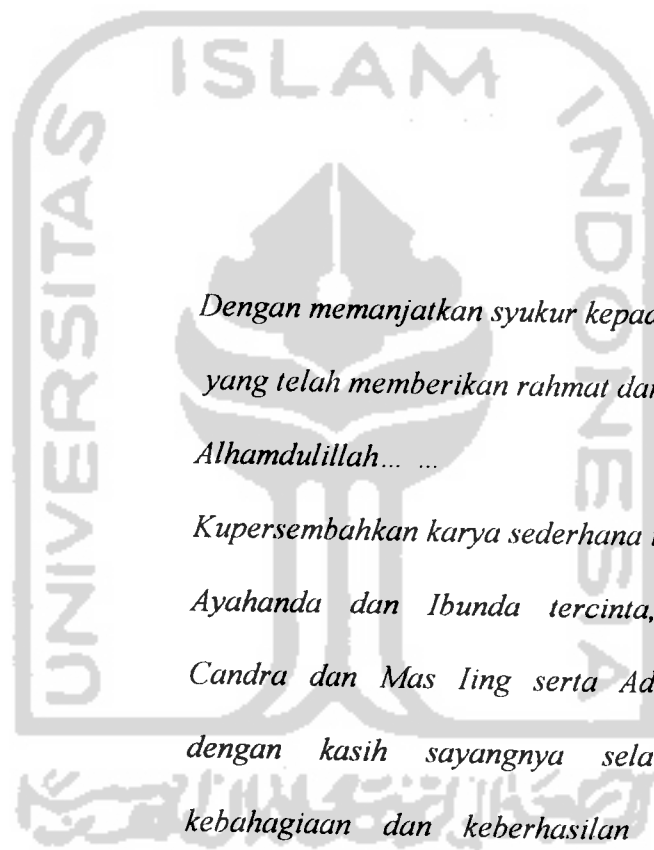 UNIVERSITAS ISLAM INDONESIA
Dengan memanjatkan syukur kepad
yang telah memberikan rahmat dan
Alhamdulillah... ...
Kupersembahkan karya sederhana
Ayahanda dan Ibunda tercinta,
Candra dan Mas Iing serta Ad
dengan kasih sayangnya sela
kebahagiaan dan keberhasilan